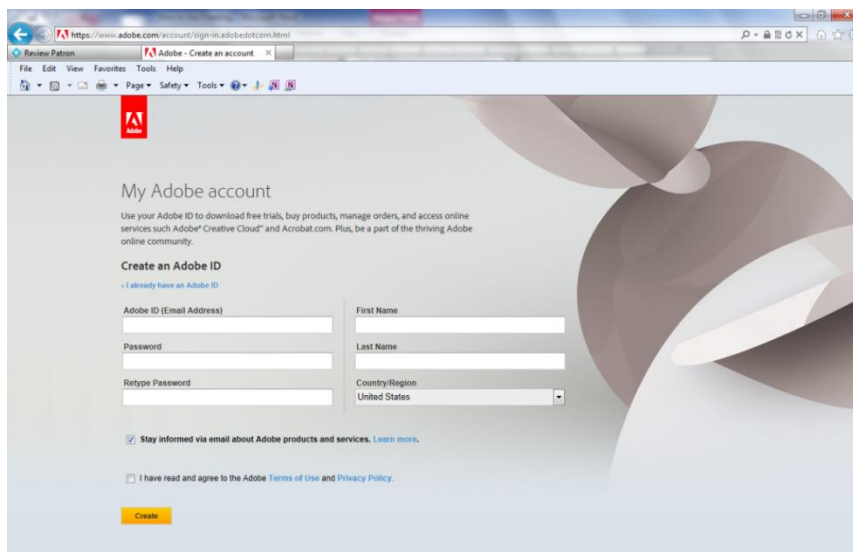 https://www.adobe.com/account/sign-in.adobedotcom.html
Review Patron
Adobe - Create an account
File Edit View Favorites Tools Help
Page Safety Tools
Adobe
My Adobe account
Use your Adobe ID to download free trials, buy products, manage orders, and access online
services such Adobe® Creative Cloud™ and Acrobat.com. Plus, be a part of the thriving Adobe
online community.
Create an Adobe ID
‹ I already have an Adobe ID
Adobe ID (Email Address) First Name
Password Last Name
Retype Password Country/Region
United States
Stay informed via email about Adobe products and services. Learn more.
I have read and agree to the Adobe Terms of Use and Privacy Policy.
Create